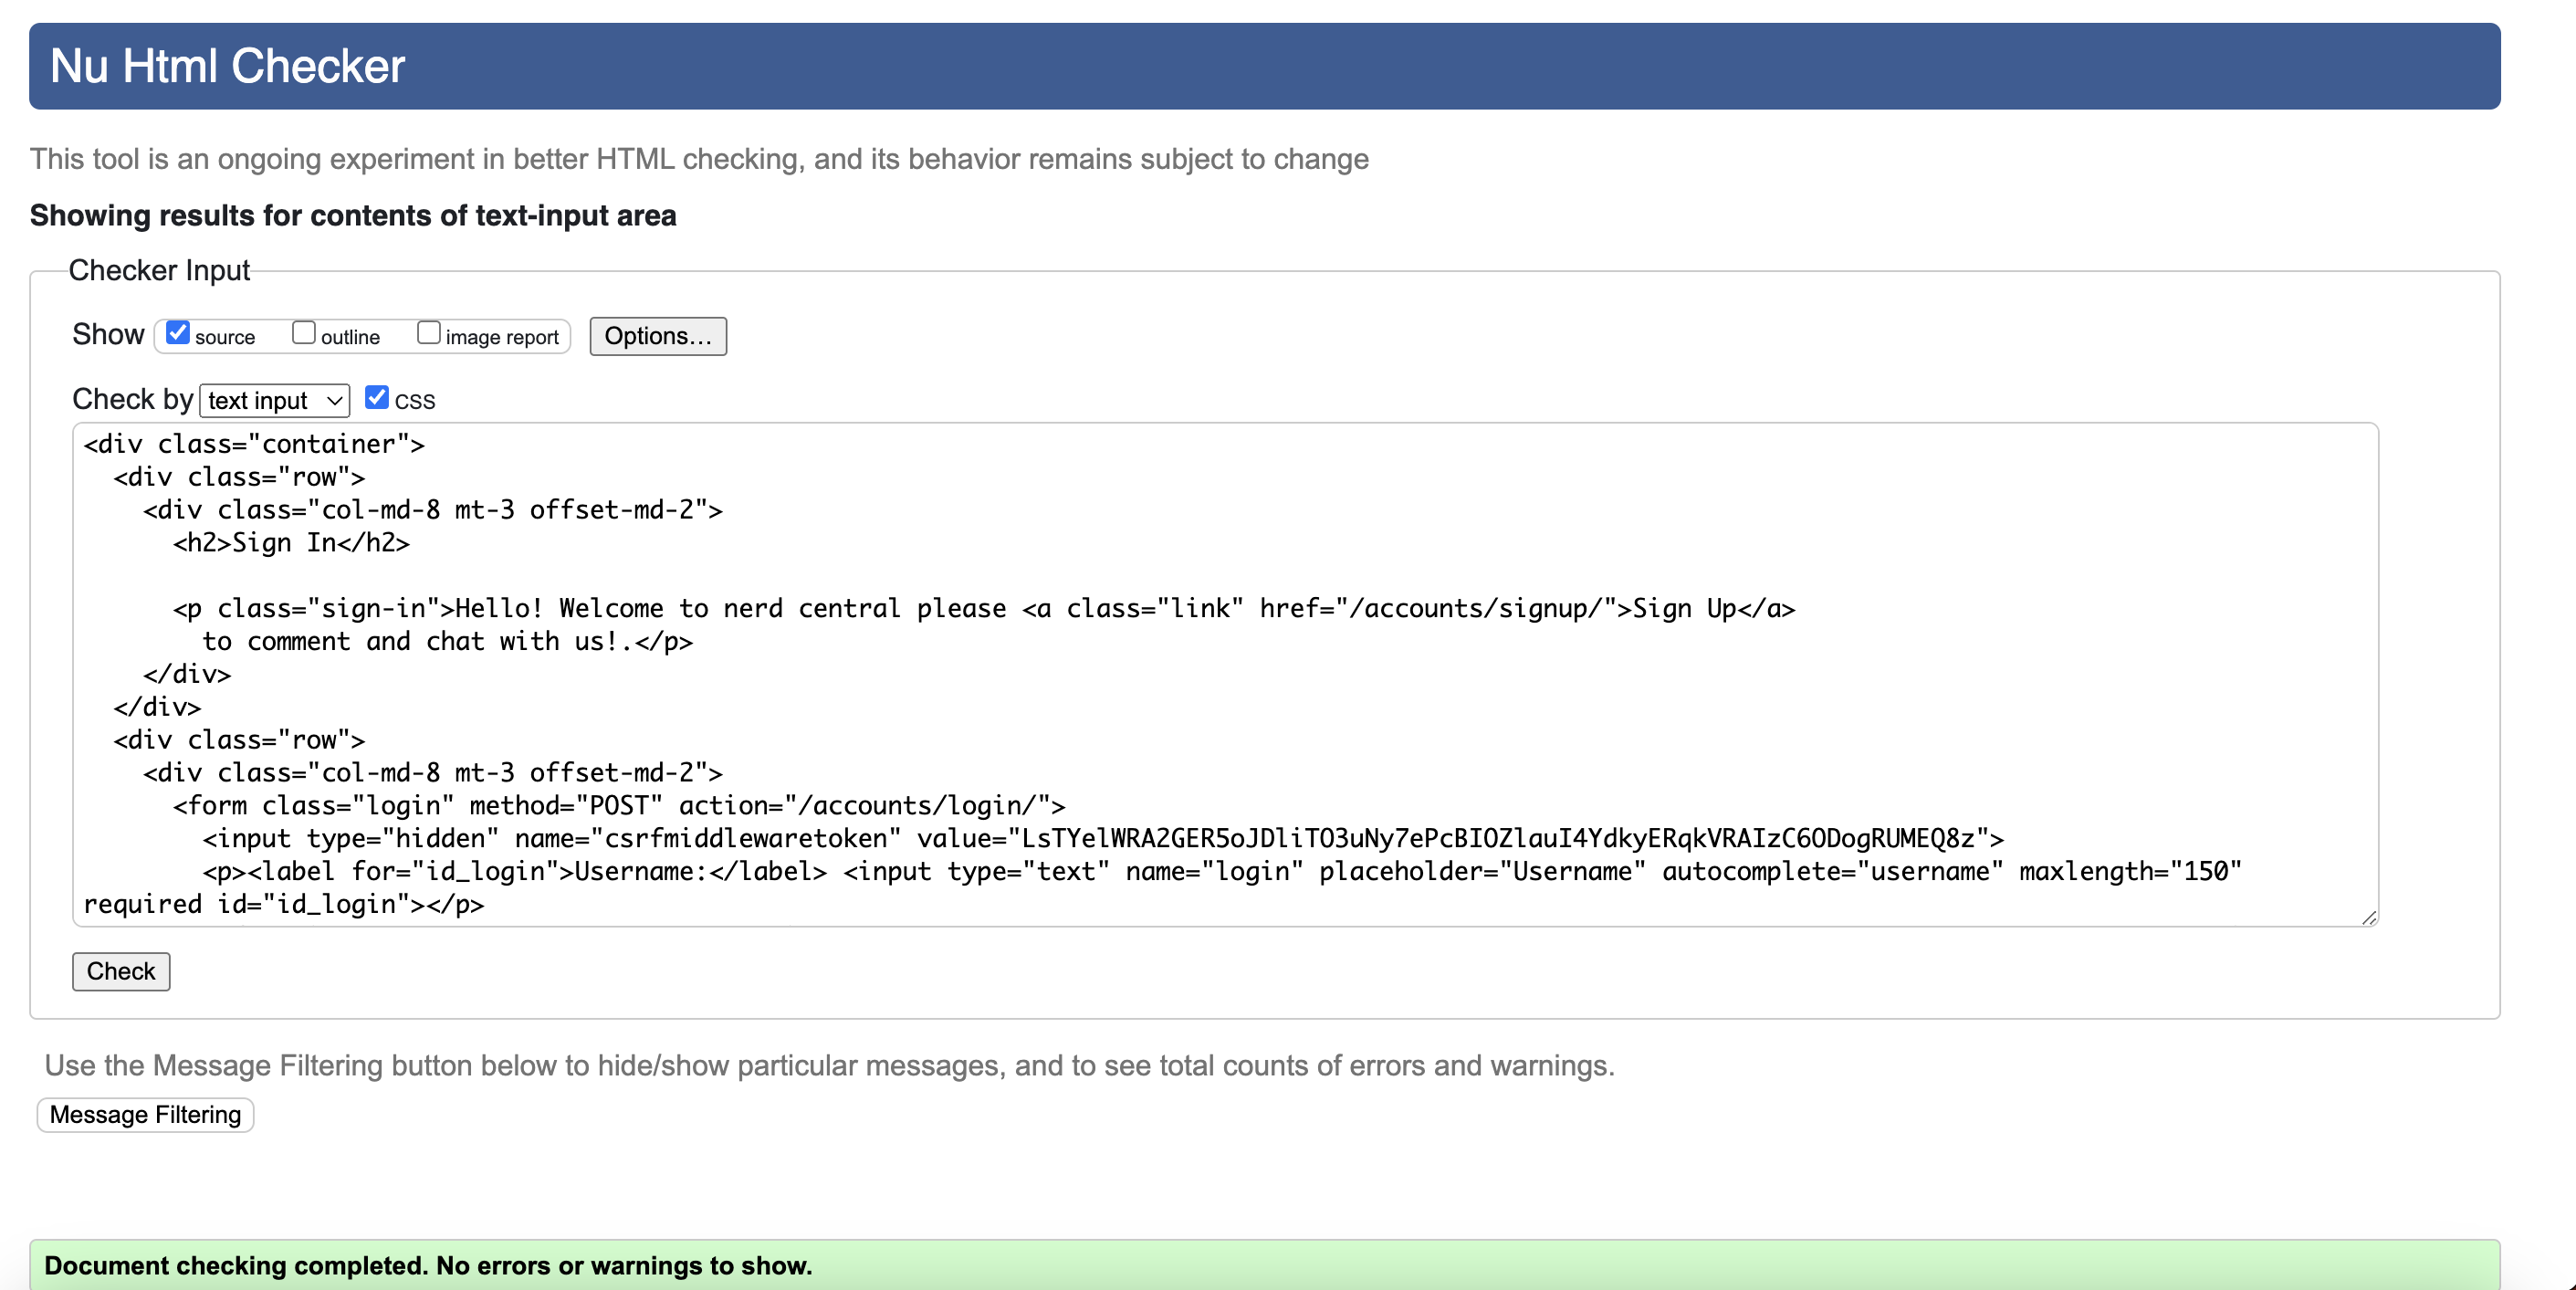 Nu Html Checker
This tool is an ongoing experiment in better HTML checking, and its behavior remains subject to change
Showing results for contents of text-input area
Checker Input
Show source outline image report Options...
Check by text input CSS
<div class="container">
  <div class="row">
    <div class="col-md-8 mt-3 offset-md-2">
      <h2>Sign In</h2>

      <p class="sign-in">Hello! Welcome to nerd central please <a class="link" href="/accounts/signup/">Sign Up</a>
        to comment and chat with us!.</p>
    </div>
  </div>
  <div class="row">
    <div class="col-md-8 mt-3 offset-md-2">
      <form class="login" method="POST" action="/accounts/login/">
        <input type="hidden" name="csrfmiddlewaretoken" value="LsTYelWRA2GER5oJDliTO3uNy7ePcBIOZlauI4YdkyERqkVRAIzC6ODogRUMEQ8z">
        <p><label for="id_login">Username:</label> <input type="text" name="login" placeholder="Username" autocomplete="username" maxlength="150"
required id="id_login"></p>
Check
Use the Message Filtering button below to hide/show particular messages, and to see total counts of errors and warnings.
Message Filtering
Document checking completed. No errors or warnings to show.